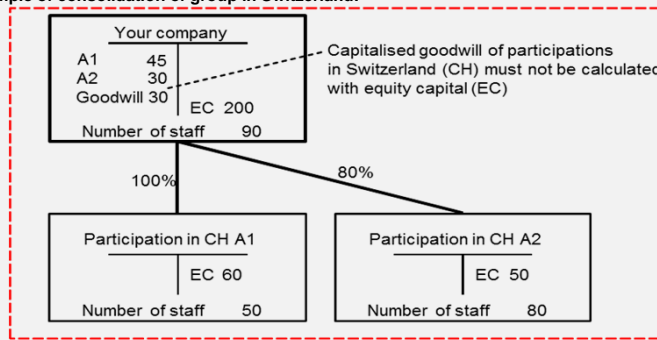 Your company
A1 45
A2 30
Goodwill 30
EC 200
Number of staff 90
Capitalised goodwill of participations
in Switzerland (CH) must not be calculated
with equity capital (EC)
100%
80%
Participation in CH A1
EC 60
Number of staff 50
Participation in CH A2
EC 50
Number of staff 80